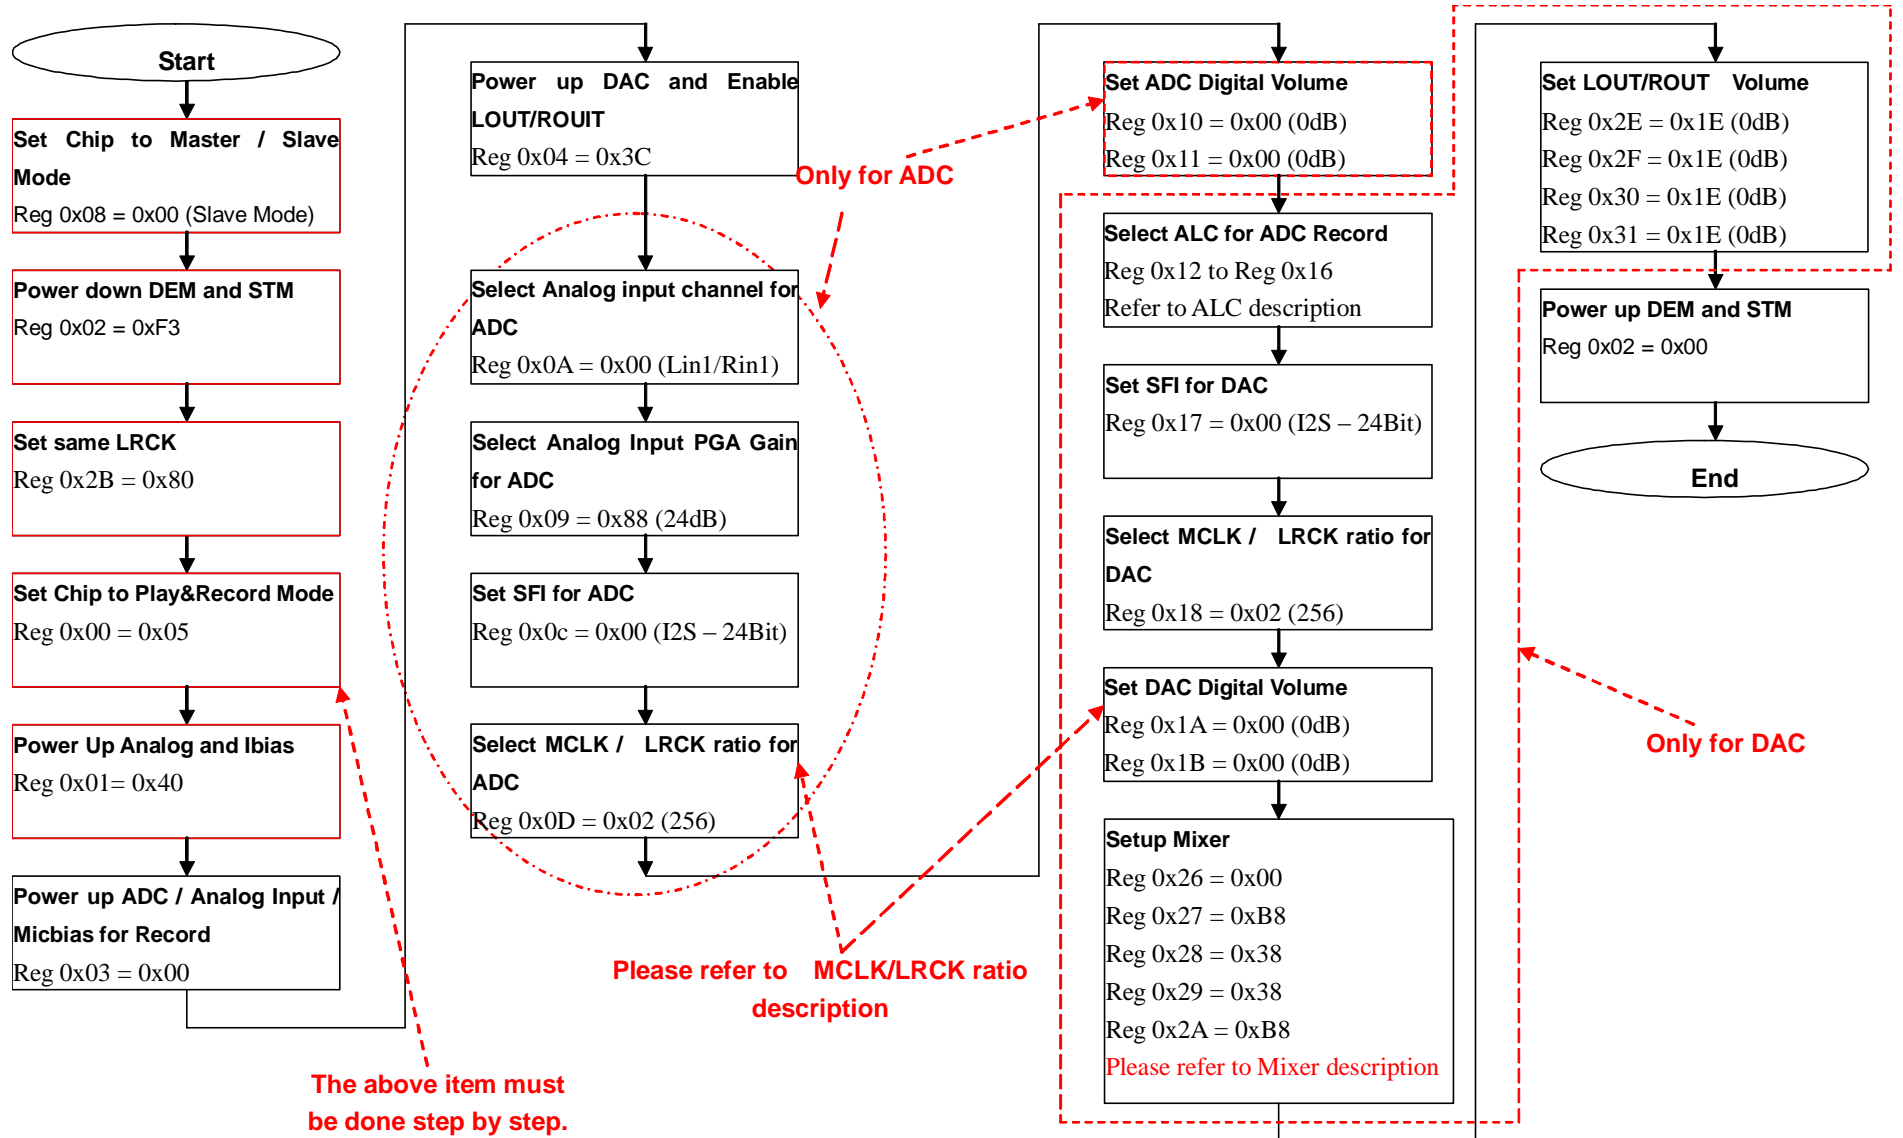 Start
Set Chip to Master / Slave
Mode
Reg 0x08 = 0x00 (Slave Mode)
Power down DEM and STM
Reg 0x02 = 0xF3
Set same LRCK
Reg 0x2B = 0x80
Set Chip to Play&Record Mode
Reg 0x00 = 0x05
Power Up Analog and Ibias
Reg 0x01= 0x40
Power up ADC / Analog Input /
Micbias for Record
Reg 0x03 = 0x00
The above item must
be done step by step.
Power up DAC and Enable
LOUT/ROUIT
Reg 0x04 = 0x3C
Select Analog input channel for
ADC
Reg 0x0A = 0x00 (Lin1/Rin1)
Select Analog Input PGA Gain
for ADC
Reg 0x09 = 0x88 (24dB)
Set SFI for ADC
Reg 0x0c = 0x00 (I2S – 24Bit)
Select MCLK / LRCK ratio for
ADC
Reg 0x0D = 0x02 (256)
Only for ADC
Please refer to MCLK/LRCK ratio
description
Set ADC Digital Volume
Reg 0x10 = 0x00 (0dB)
Reg 0x11 = 0x00 (0dB)
Select ALC for ADC Record
Reg 0x12 to Reg 0x16
Refer to ALC description
Set SFI for DAC
Reg 0x17 = 0x00 (I2S – 24Bit)
Select MCLK / LRCK ratio for
DAC
Reg 0x18 = 0x02 (256)
Set DAC Digital Volume
Reg 0x1A = 0x00 (0dB)
Reg 0x1B = 0x00 (0dB)
Setup Mixer
Reg 0x26 = 0x00
Reg 0x27 = 0xB8
Reg 0x28 = 0x38
Reg 0x29 = 0x38
Reg 0x2A = 0xB8
Please refer to Mixer description
Set LOUT/ROUT Volume
Reg 0x2E = 0x1E (0dB)
Reg 0x2F = 0x1E (0dB)
Reg 0x30 = 0x1E (0dB)
Reg 0x31 = 0x1E (0dB)
Power up DEM and STM
Reg 0x02 = 0x00
End
Only for DAC